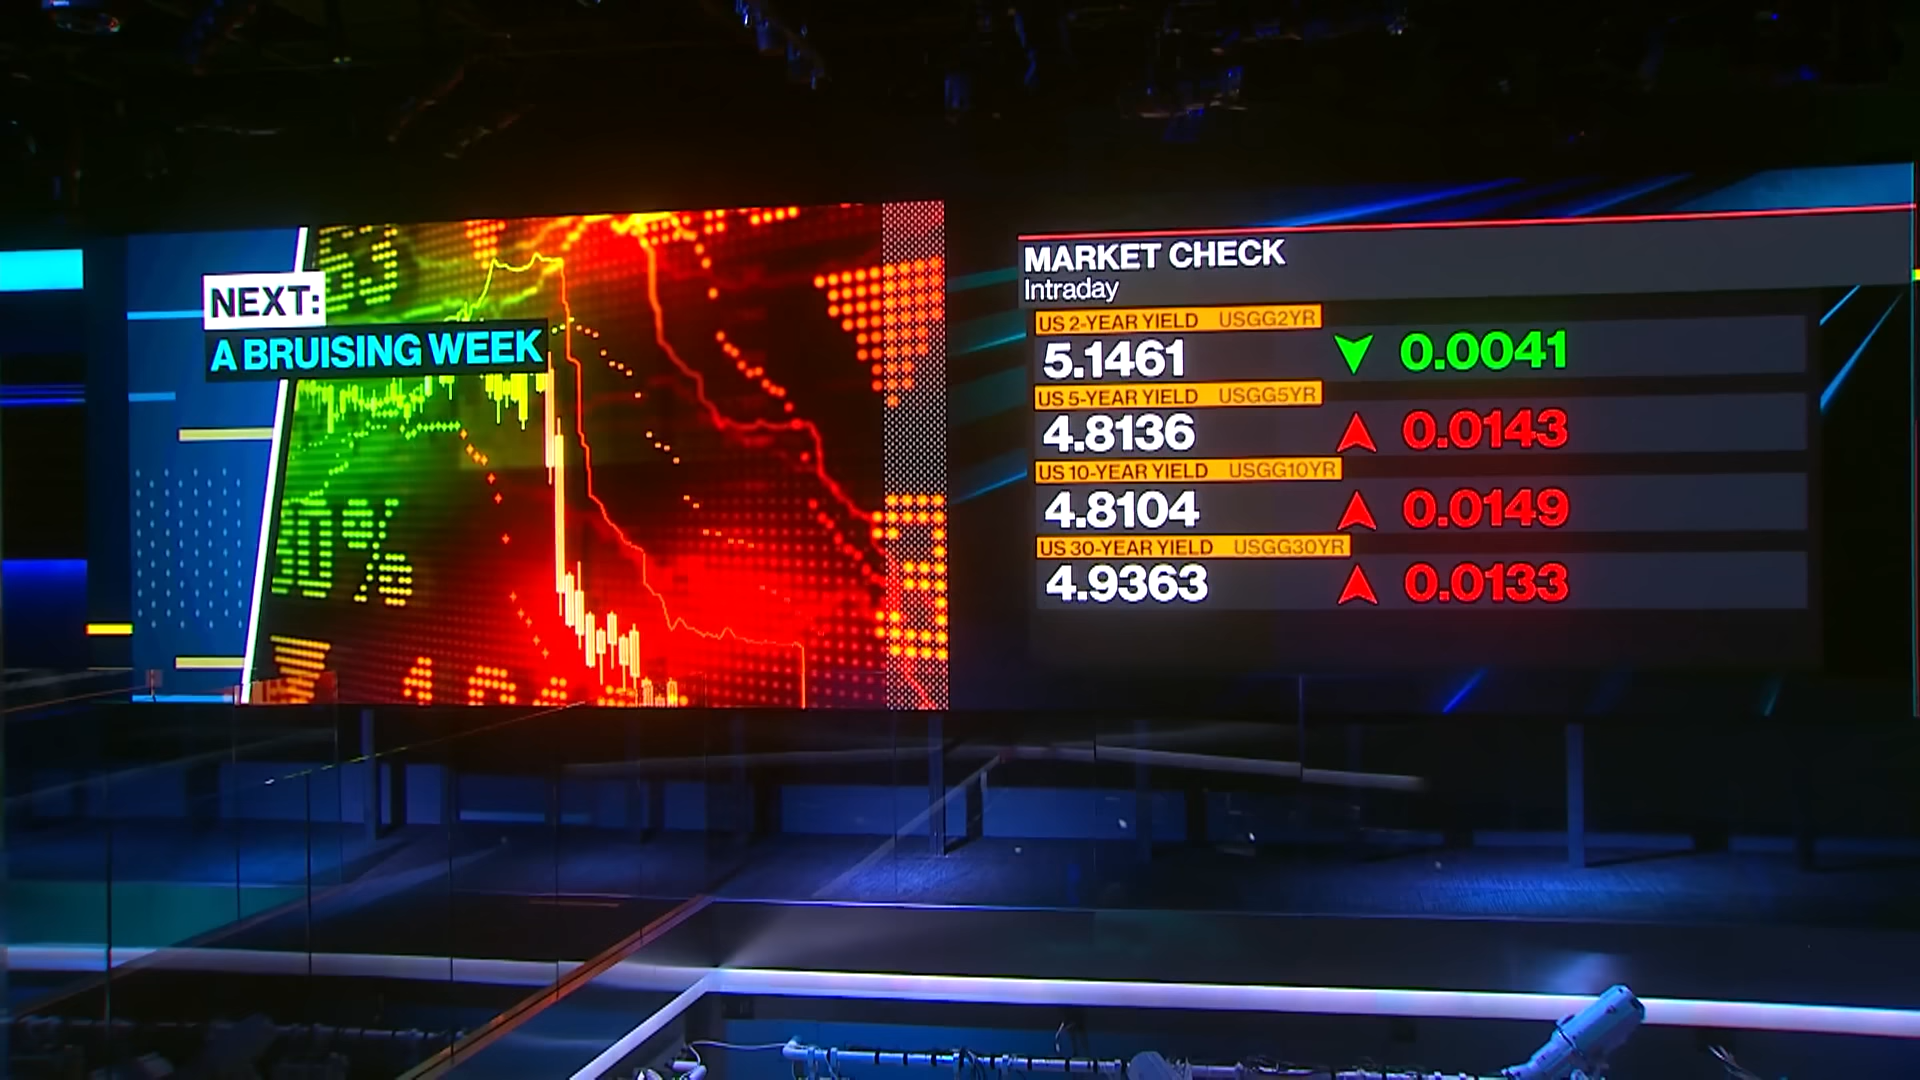 NEXT:
A BRUISING WEEK
MARKET CHECK
Intraday
US 2-YEAR YIELD USGG2YR
5.1461 0.0041
US 5-YEAR YIELD USGG5YR
4.8136 0.0143
US 10-YEAR YIELD USGG10YR
4.8104 0.0149
US 30-YEAR YIELD USGG30YR
4.9363 0.0133